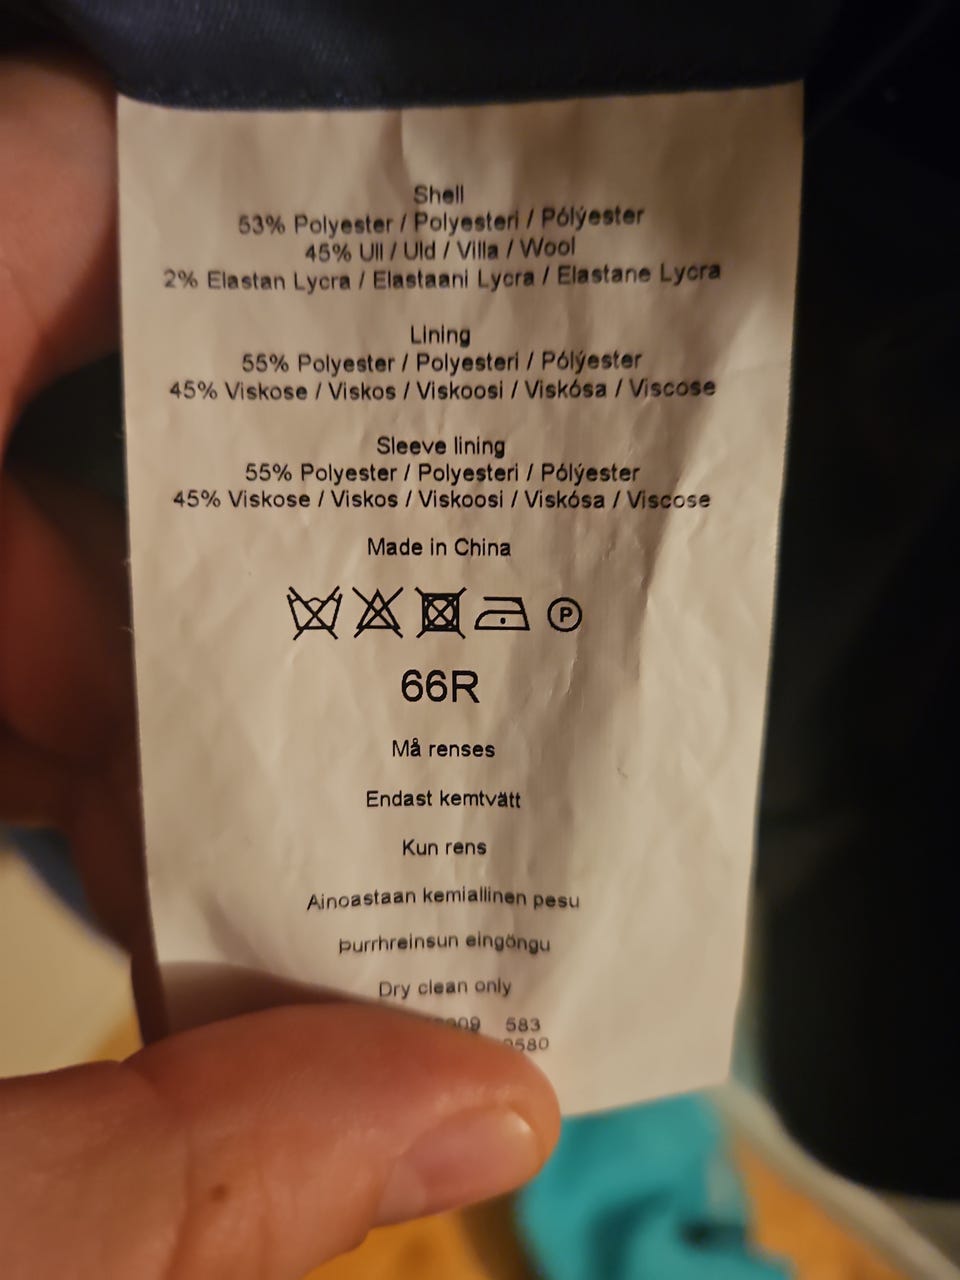 Shell
53% Polyester / Polyesteri / Pólýester
45% Ull / Uld / Villa / Wool
2% Elastan Lycra / Elastaani Lycra / Elastane Lycra
Lining
55% Polyester / Polyesteri / Pólýester
45% Viskose / Viskos / Viskoosi / Viskósa / Viscose
Sleeve lining
55% Polyester / Polyesteri / Pólýester
45% Viskose / Viskos / Viskoosi / Viskósa / Viscose
Made in China
P
66R
Må renses
Endast kemtvätt
Kun rens
Ainoastaan kemiallinen pesu
Þurrhreinsun eingöngu
Dry clean only
583